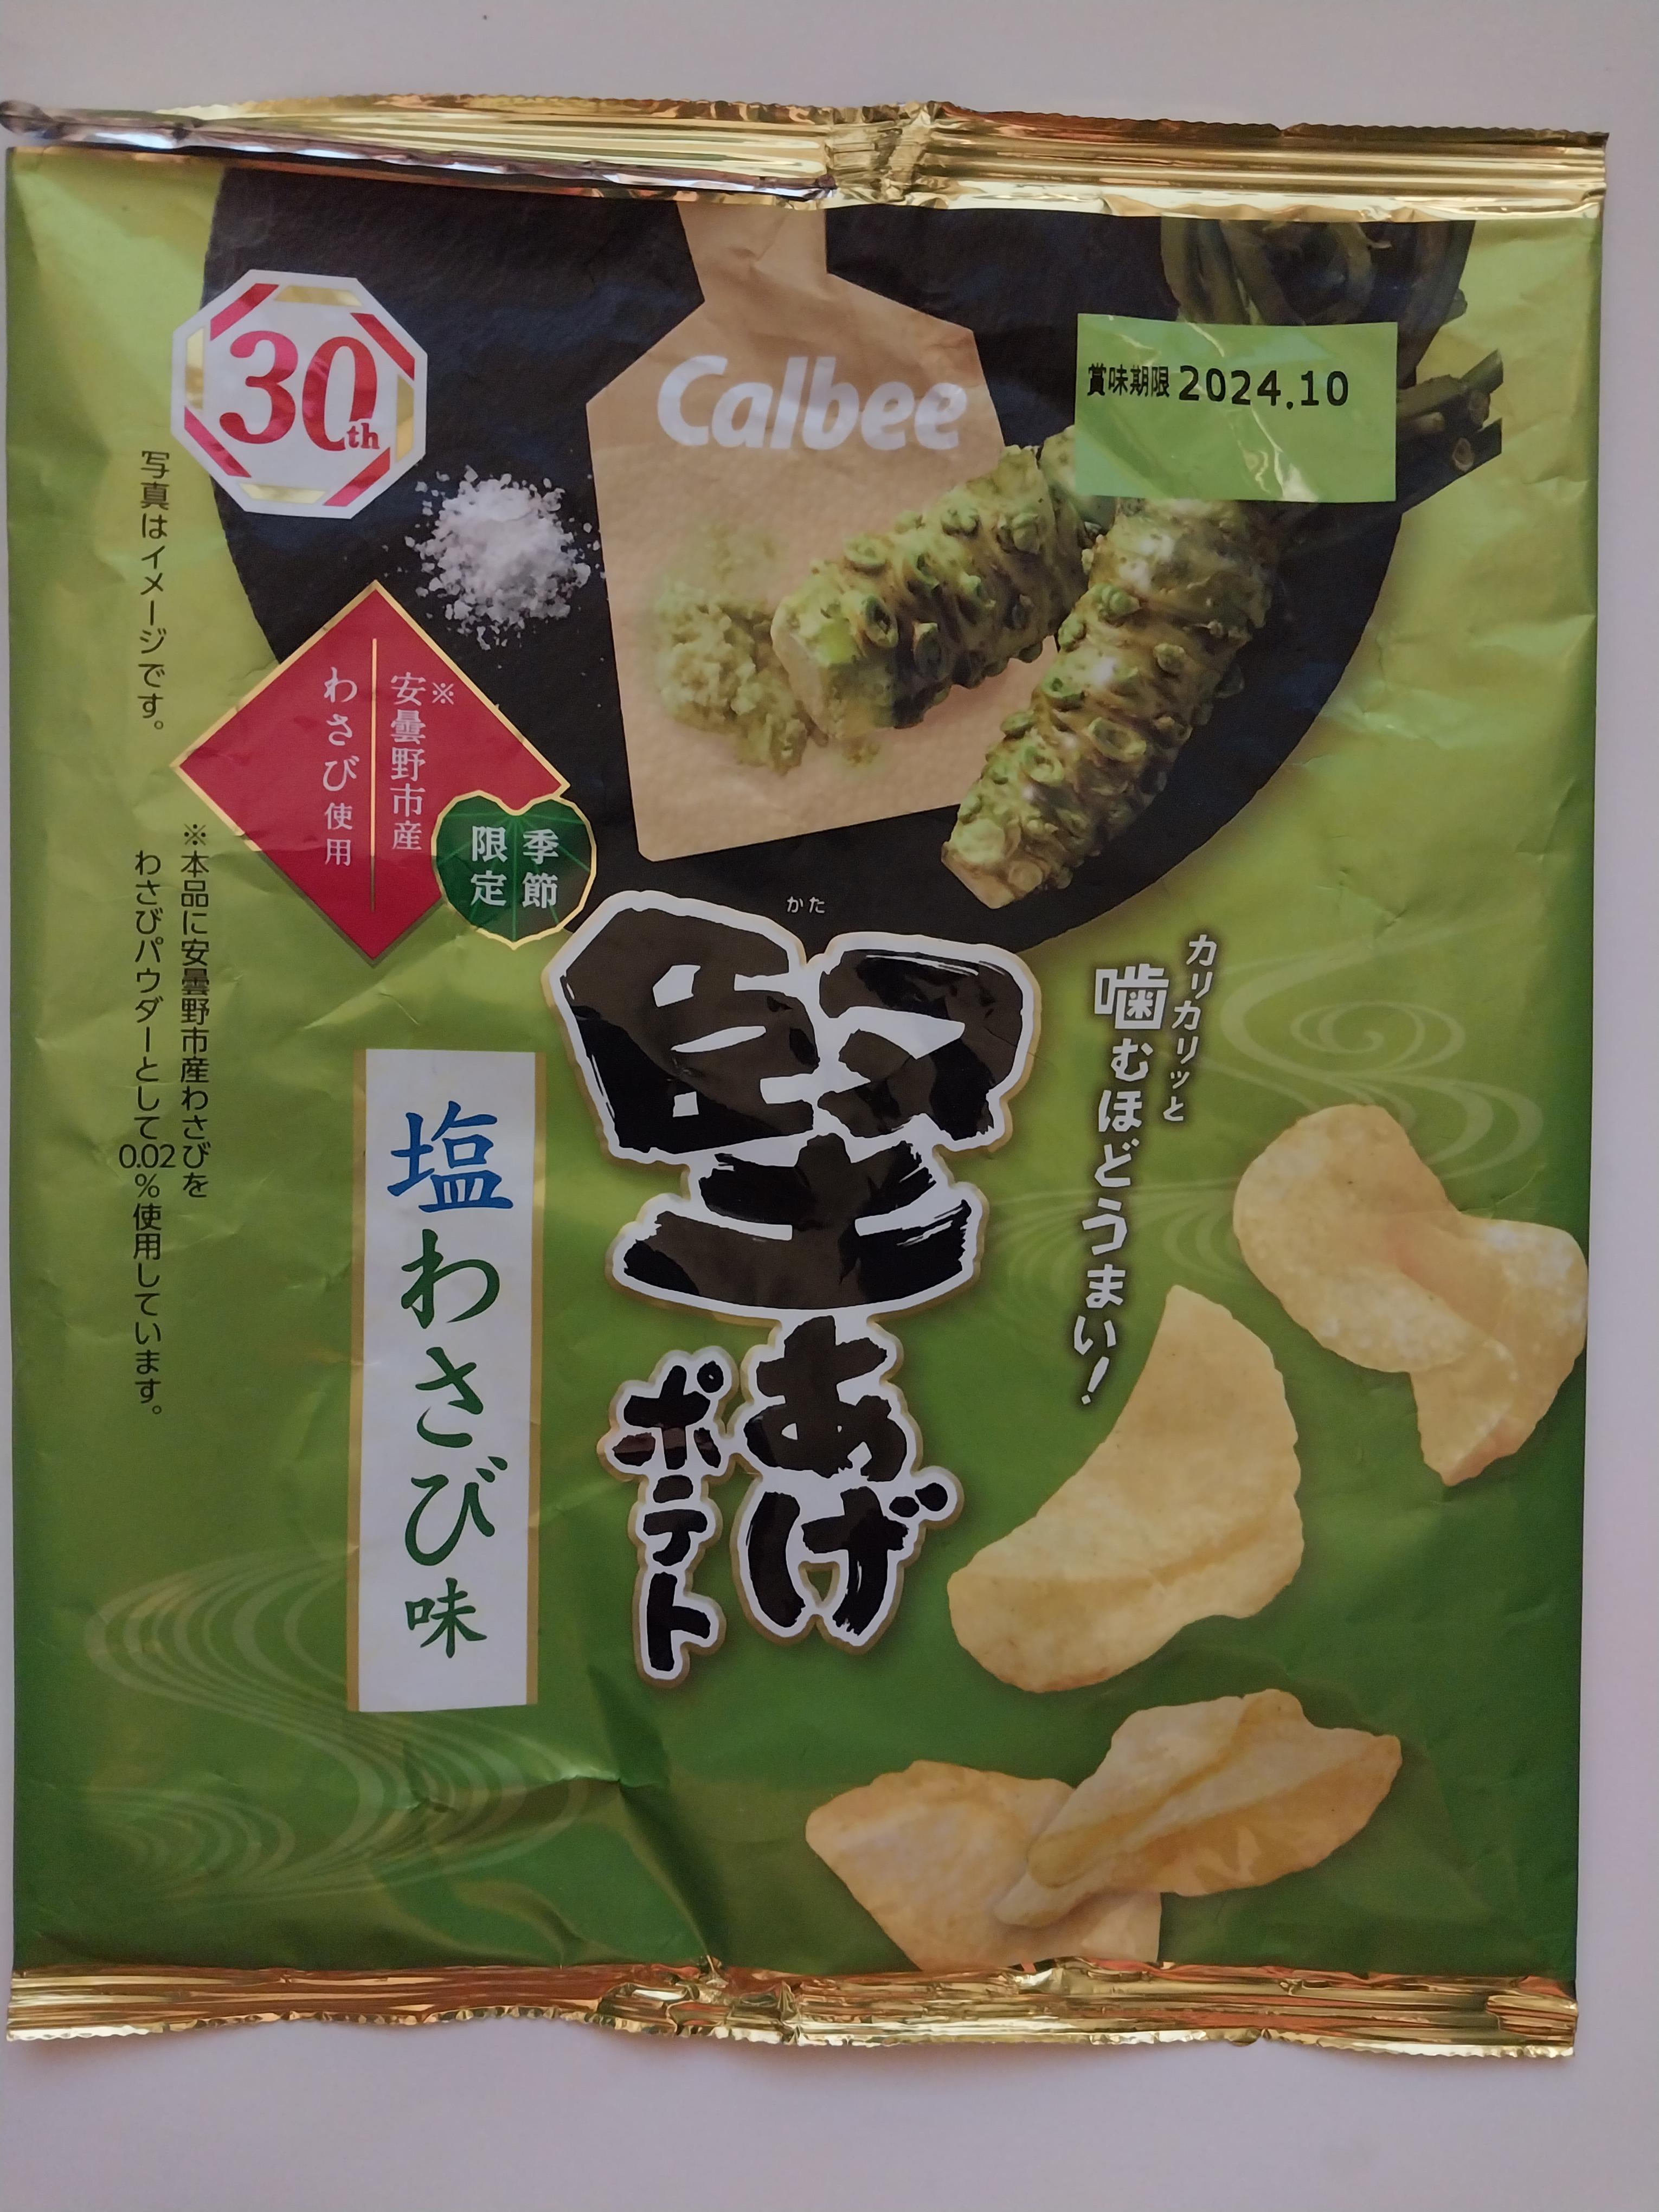 Calbee
賞味期限 2024.10
30th
写真はイメージです。
※安曇野市産
わさび使用
季節
限定
※本品に安曇野市産わさびを
わさびパウダーとして0.02%使用しています。
カリカリッと
噛むほどうまい!
かた
堅あげ
ポテト
塩わさび味